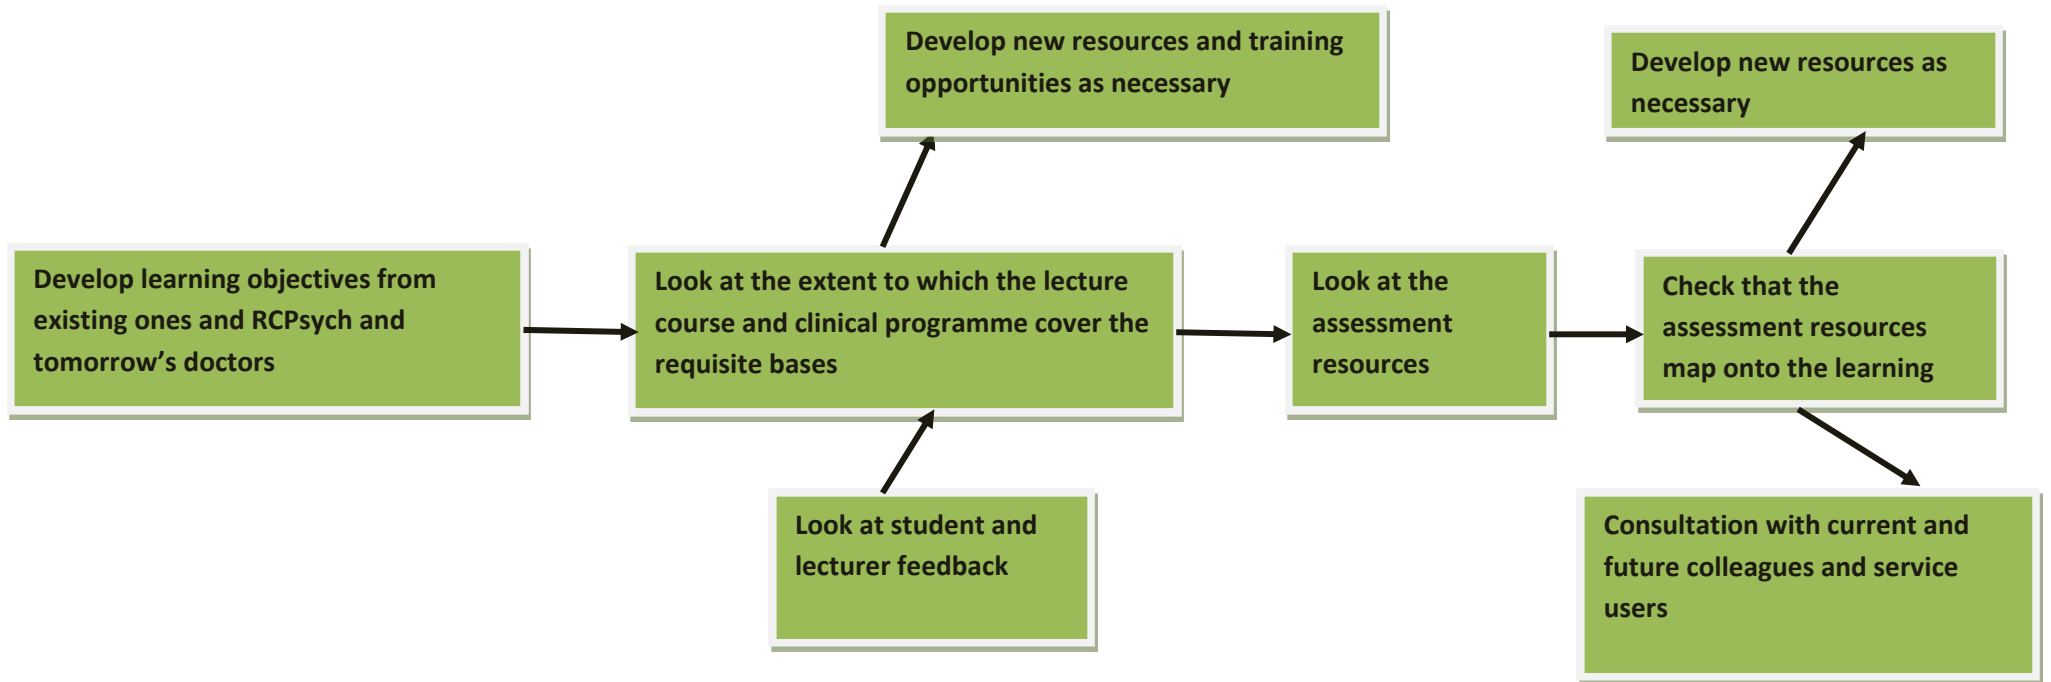 Develop new resources and training
opportunities as necessary
Develop new resources as
necessary
Develop learning objectives from
existing ones and RCPsych and
tomorrow’s doctors
Look at the extent to which the lecture
course and clinical programme cover the
requisite bases
Look at the
assessment
resources
Check that the
assessment resources
map onto the learning
Look at student and
lecturer feedback
Consultation with current and
future colleagues and service
users